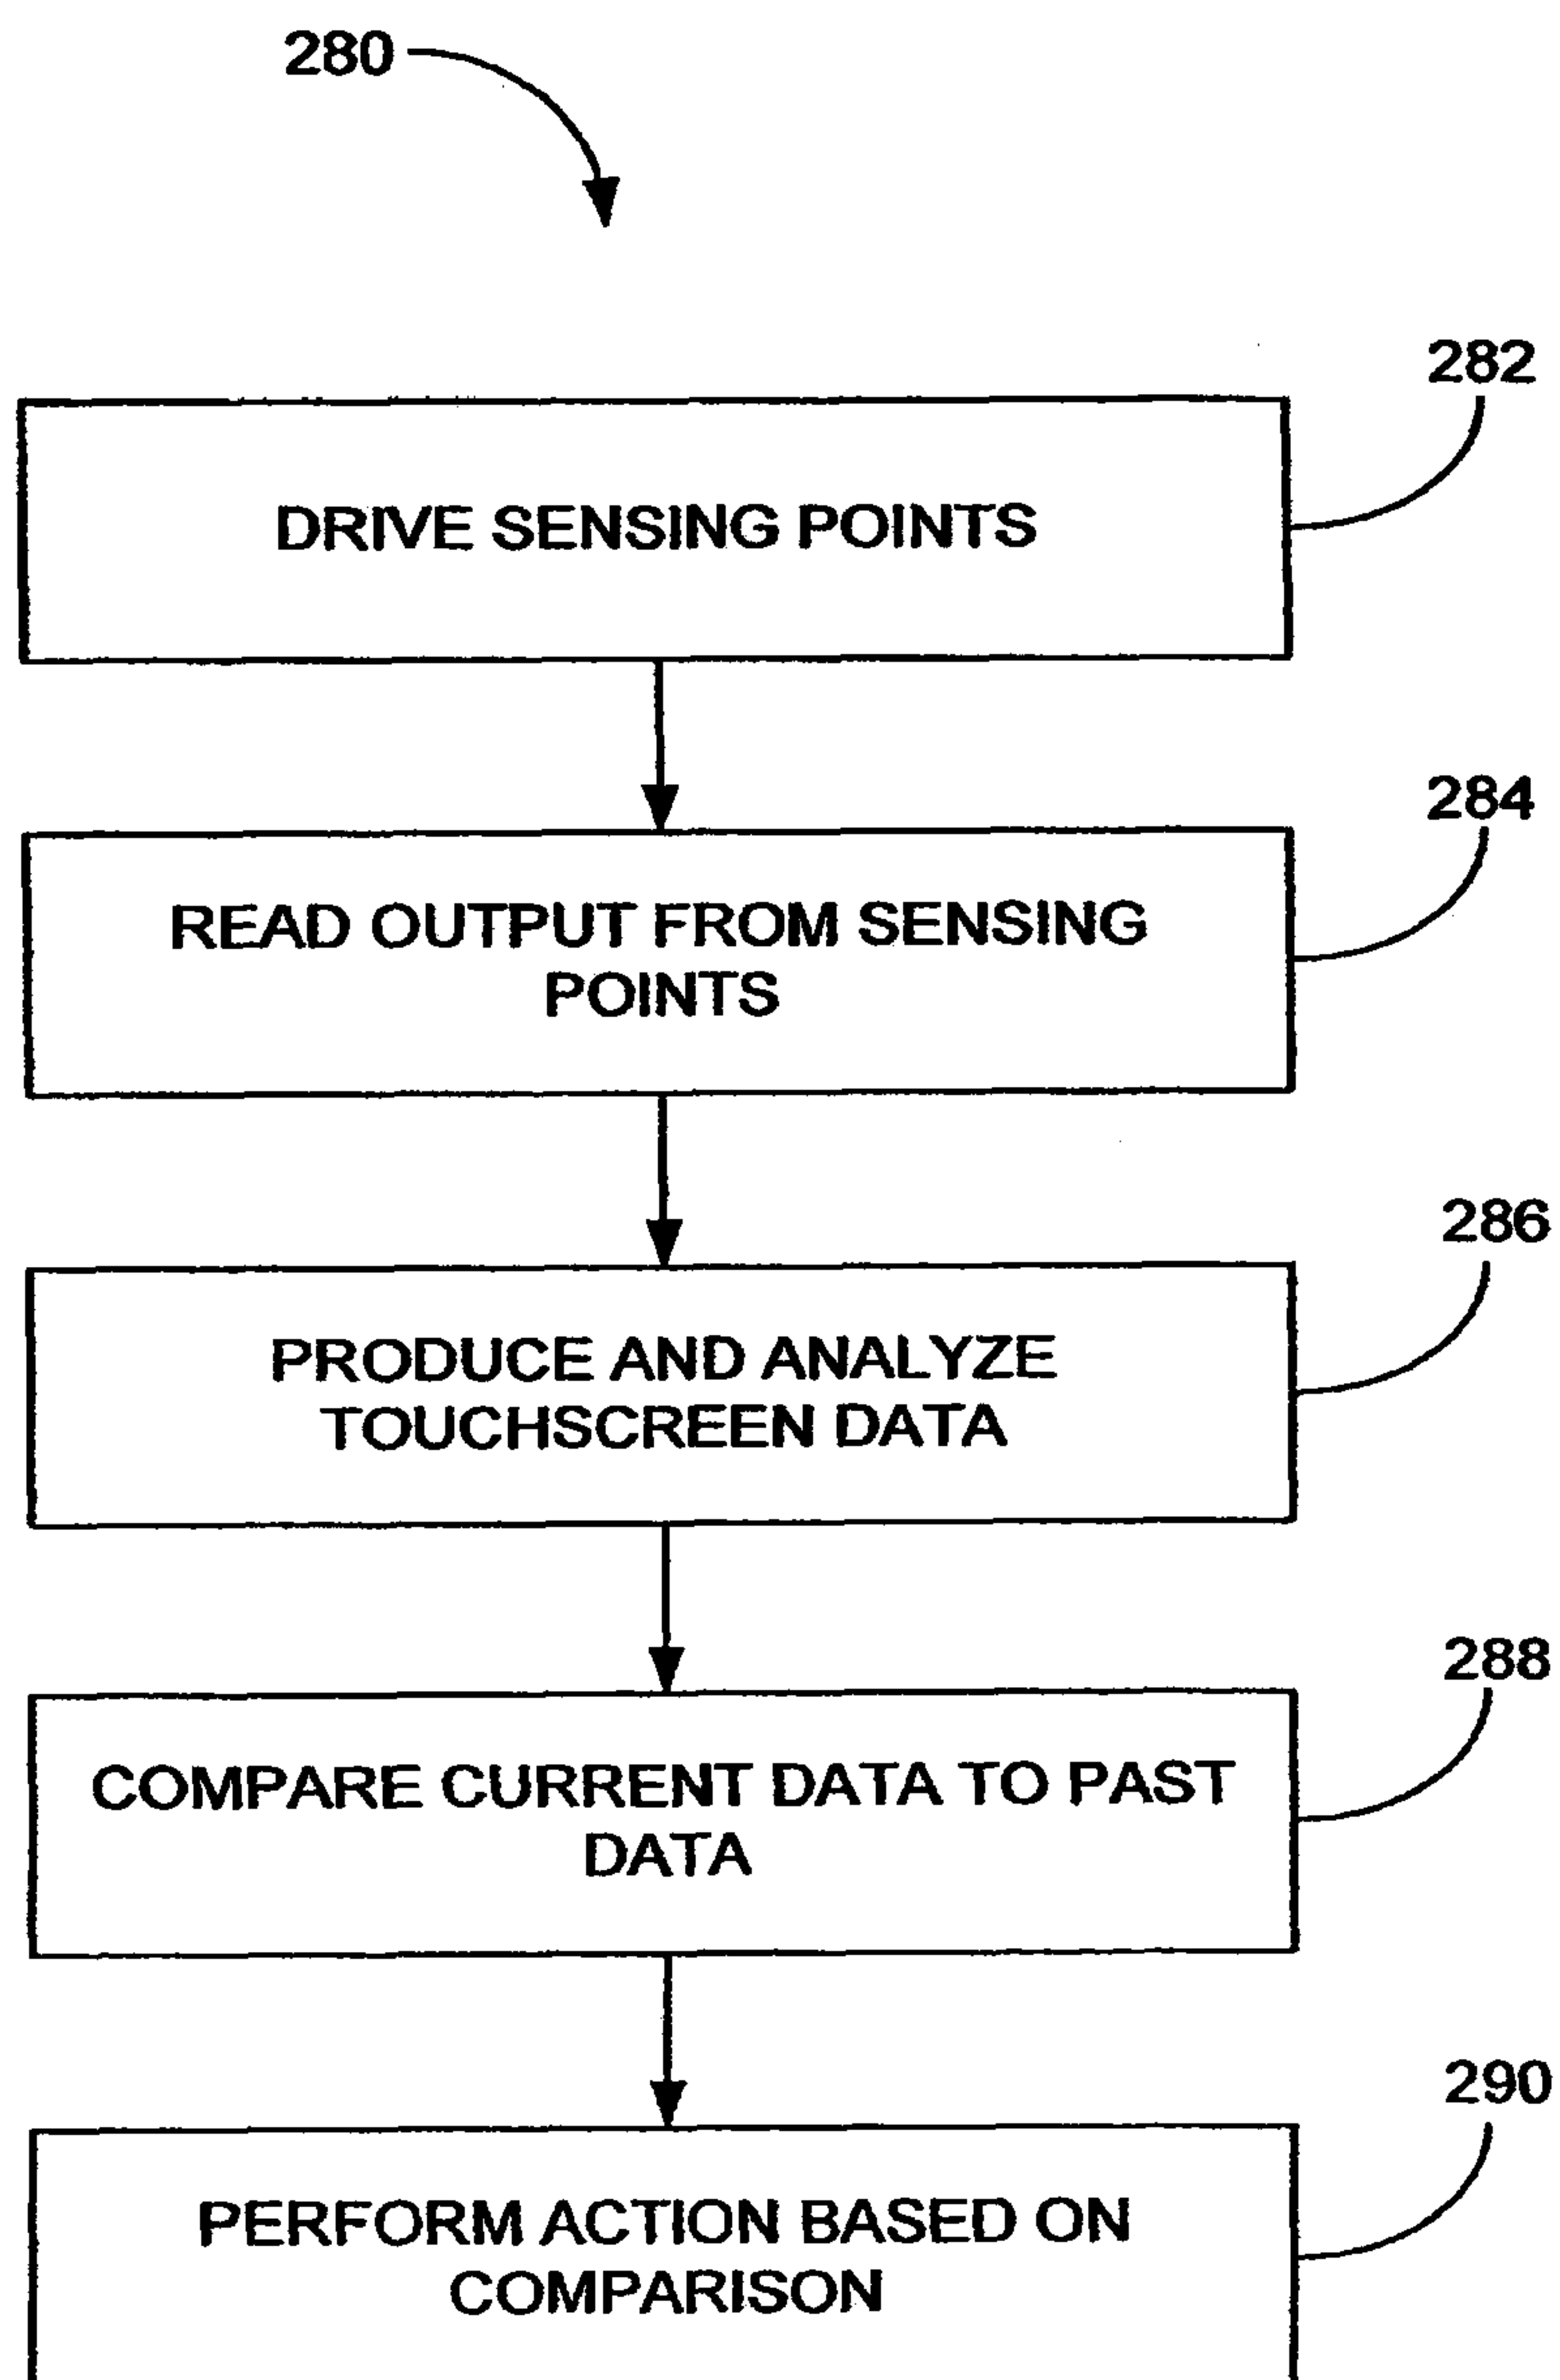 280
282
DRIVE SENSING POINTS
284
READ OUTPUT FROM SENSING
POINTS
286
PRODUCE AND ANALYZE
TOUCHSCREEN DATA
288
COMPARE CURRENT DATA TO PAST
DATA
290
PERFORM ACTION BASED ON
COMPARISON